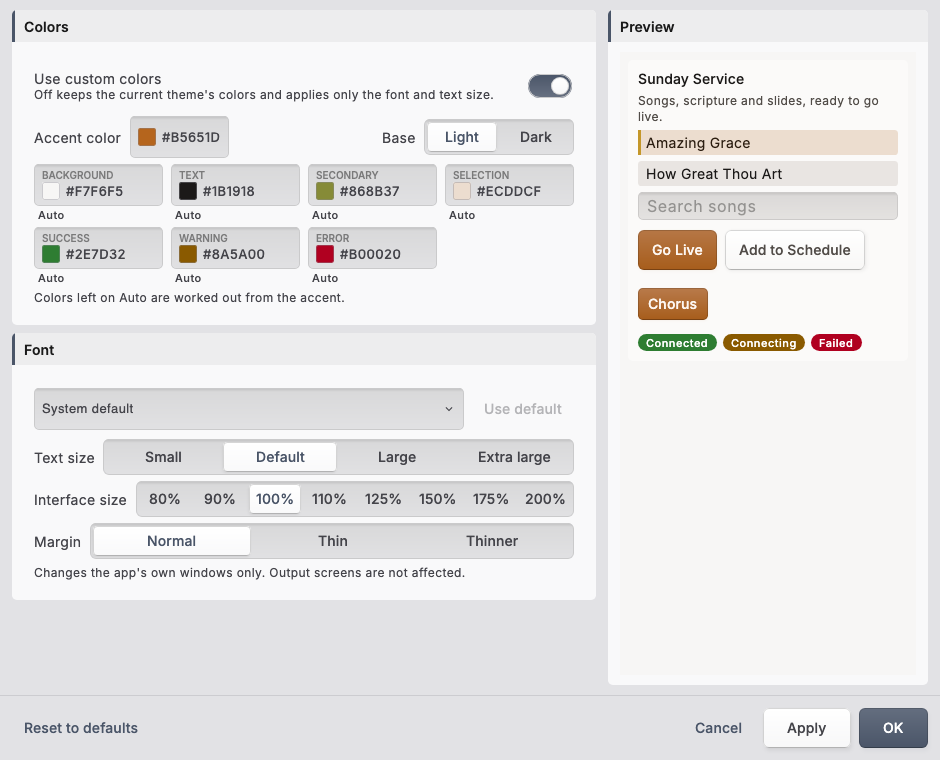 Colors
Use custom colors
Off keeps the current theme's colors and applies only the font and text size.
Accent color #B5651D Base Light Dark
BACKGROUND TEXT SECONDARY SELECTION
#F7F6F5 #1B1918 #868B37 #ECDDCF
Auto Auto Auto Auto
SUCCESS WARNING ERROR
#2E7D32 #8A5A00 #B00020
Auto Auto Auto
Colors left on Auto are worked out from the accent.
Font
System default Use default
Text size Small Default Large Extra large
Interface size 80% 90% 100% 110% 125% 150% 175% 200%
Margin Normal Thin Thinner
Changes the app's own windows only. Output screens are not affected.
Preview
Sunday Service
Songs, scripture and slides, ready to go
live.
Amazing Grace
How Great Thou Art
Search songs
Go Live Add to Schedule
Chorus
Connected Connecting Failed
Reset to defaults Cancel Apply OK